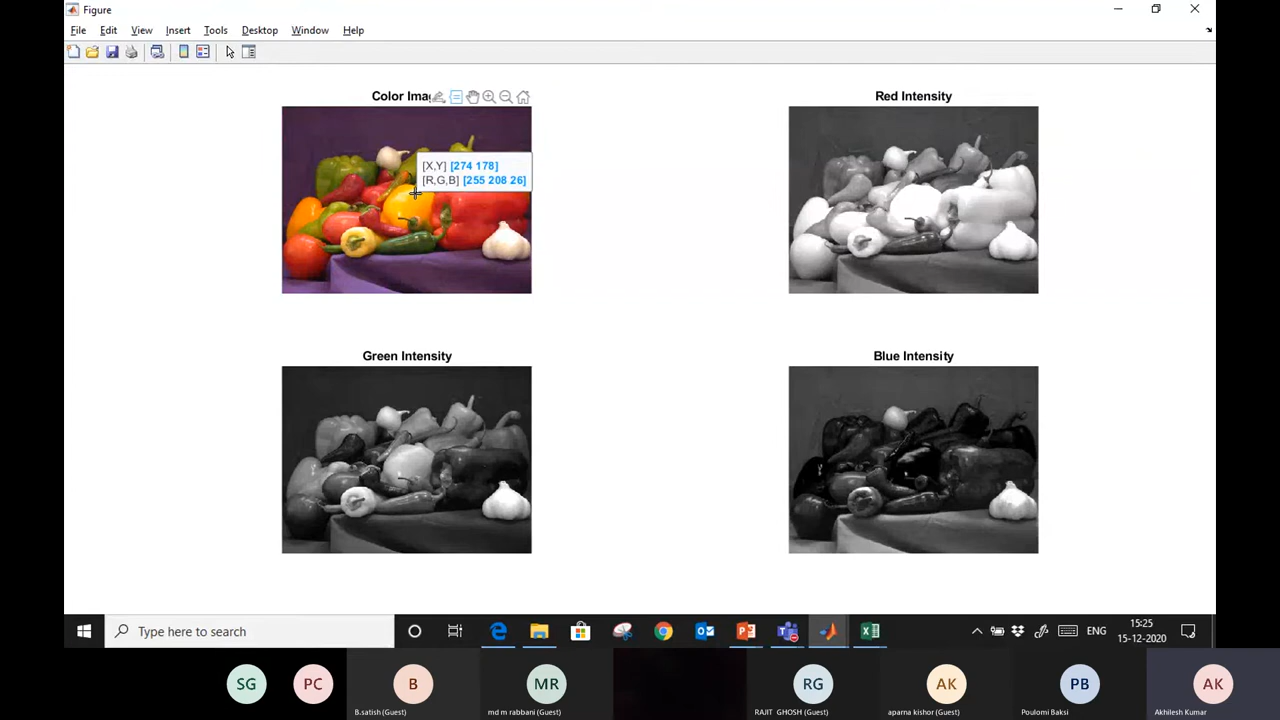 Figure
File Edit View Insert Tools Desktop Window Help
Color Ima
Red Intensity
[X,Y] [274 178]
[R,G,B] [255 208 26]
Green Intensity
Blue Intensity
Type here to search
ENG
15:25
15-12-2020
SG
PC
B
MR
RG
AK
PB
AK
B.satish (Guest)
md m rabbani (Guest)
RAJIT GHOSH (Guest)
aparna kishor (Guest)
Poulomi Baksi
Akhilesh Kumar